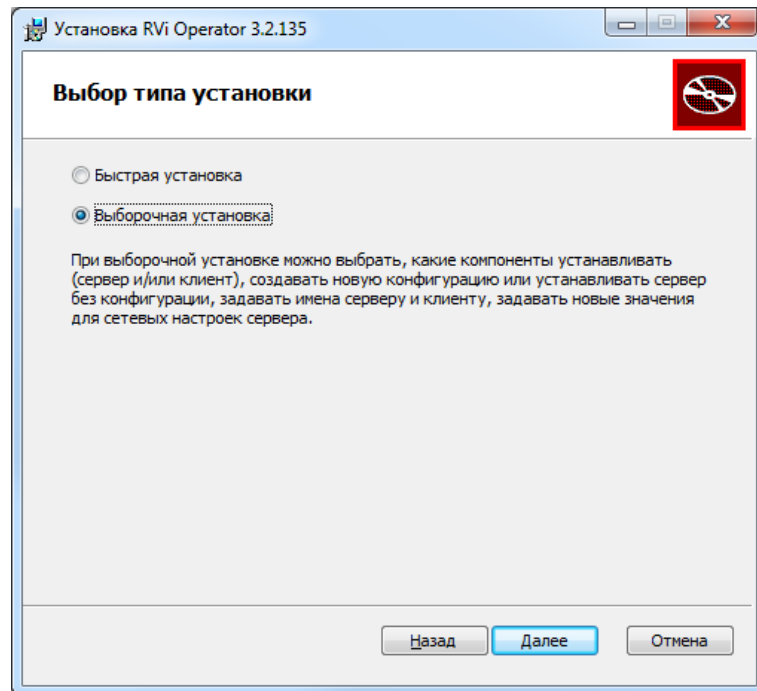 Установка RVi Operator 3.2.135
Выбор типа установки
Быстрая установка
Выборочная установка
При выборочной установке можно выбрать, какие компоненты устанавливать
(сервер и/или клиент), создавать новую конфигурацию или устанавливать сервер
без конфигурации, задавать имена серверу и клиенту, задавать новые значения
для сетевых настроек сервера.
Назад Далее Отмена